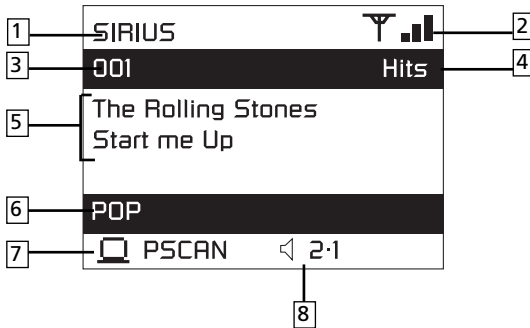 1 SIRIUS 2
3 001 Hits 4
5 The Rolling Stones
Start me Up
6 POP
7 PSCAN 2·1
8